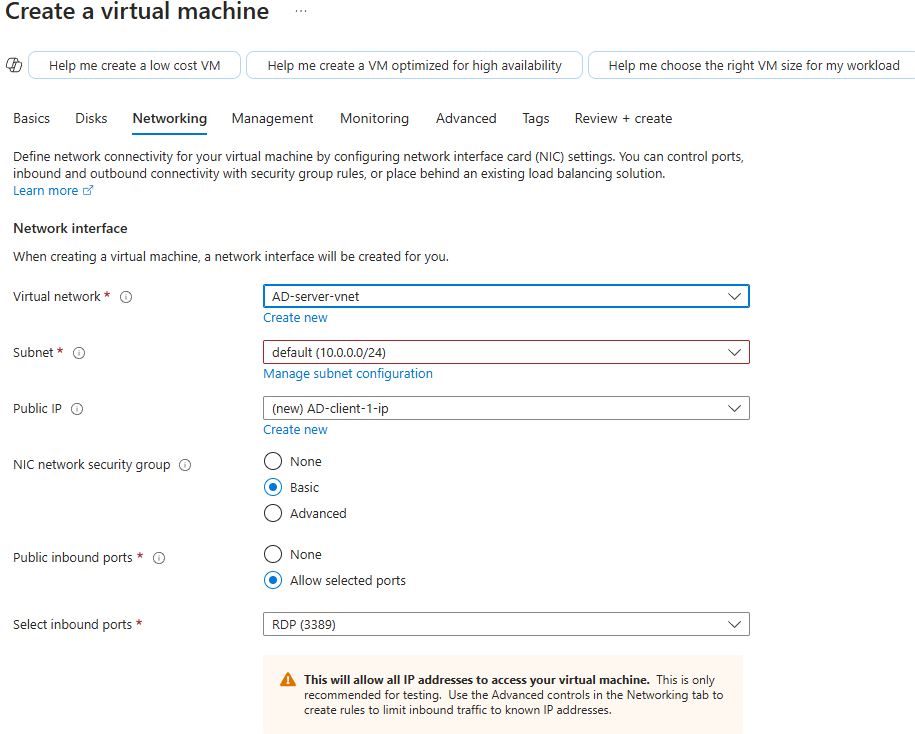 Create a virtual machine ...
Help me create a low cost VM
Help me create a VM optimized for high availability
Help me choose the right VM size for my workload
Basics Disks Networking Management Monitoring Advanced Tags Review + create
Define network connectivity for your virtual machine by configuring network interface card (NIC) settings. You can control ports,
inbound and outbound connectivity with security group rules, or place behind an existing load balancing solution.
Learn more
Network interface
When creating a virtual machine, a network interface will be created for you.
Virtual network *
AD-server-vnet
Create new
Subnet *
default (10.0.0.0/24)
Manage subnet configuration
Public IP
(new) AD-client-1-ip
Create new
NIC network security group
None
Basic
Advanced
Public inbound ports *
None
Allow selected ports
Select inbound ports *
RDP (3389)
This will allow all IP addresses to access your virtual machine. This is only
recommended for testing. Use the Advanced controls in the Networking tab to
create rules to limit inbound traffic to known IP addresses.